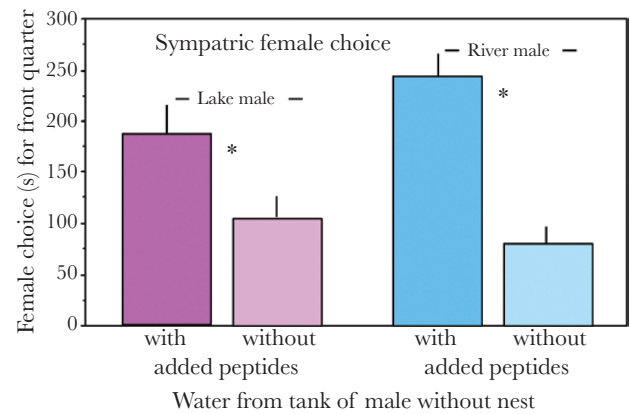 Female choice (s) for front quarter
300
250
200
150
100
50
0
Sympatric female choice
Lake male
River male
*
*
with without with without
added peptides added peptides
Water from tank of male without nest